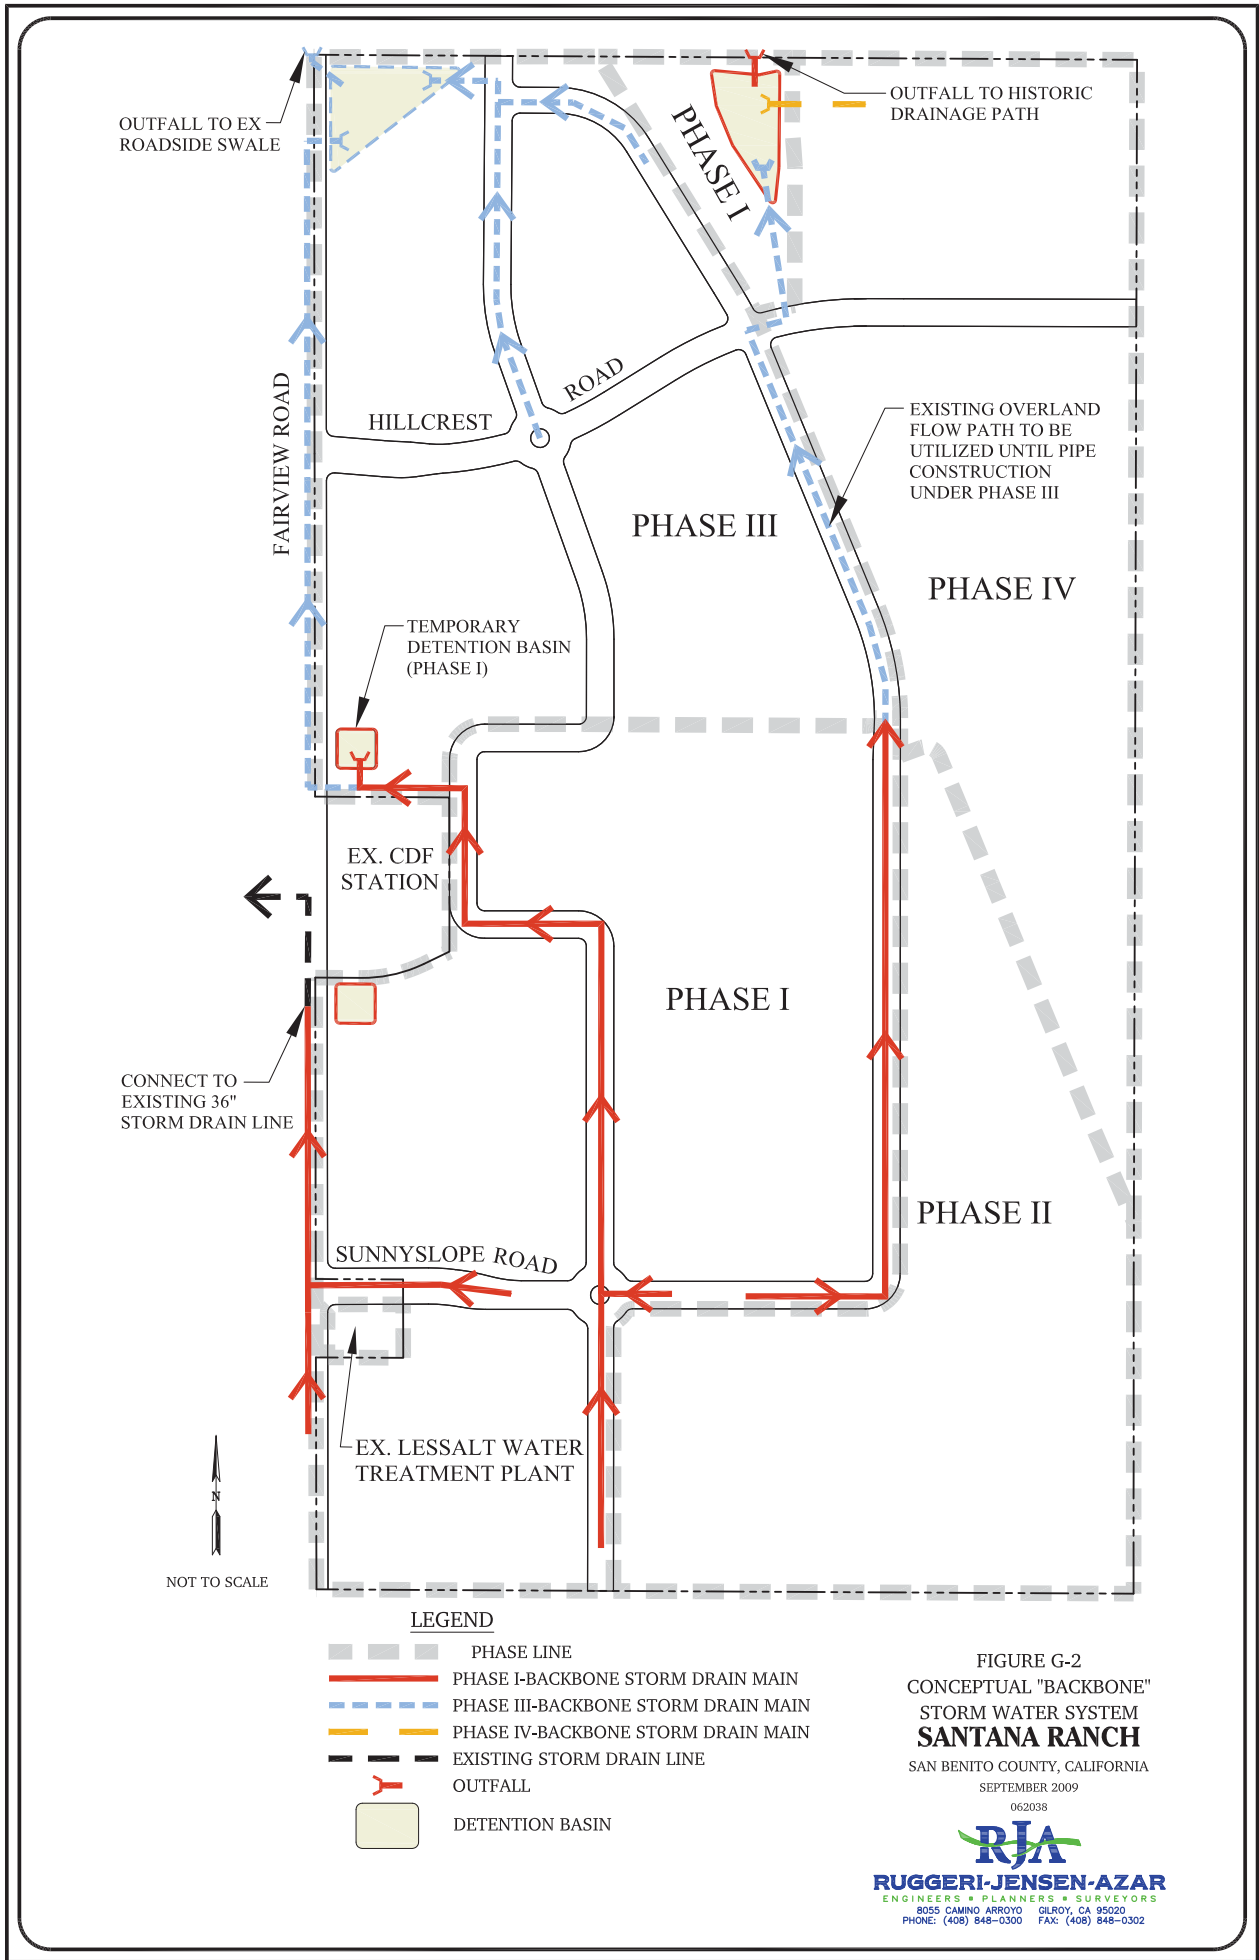 OUTFALL TO EX
ROADSIDE SWALE
OUTFALL TO HISTORIC
DRAINAGE PATH
PHASE I
FAIRVIEW ROAD
HILLCREST
ROAD
EXISTING OVERLAND
FLOW PATH TO BE
UTILIZED UNTIL PIPE
CONSTRUCTION
UNDER PHASE III
PHASE III
PHASE IV
TEMPORARY
DETENTION BASIN
(PHASE I)
EX. CDF
STATION
PHASE I
CONNECT TO
EXISTING 36"
STORM DRAIN LINE
PHASE II
SUNNYSLOPE ROAD
EX. LESSALT WATER
TREATMENT PLANT
N
NOT TO SCALE
LEGEND
PHASE LINE
PHASE I-BACKBONE STORM DRAIN MAIN
PHASE III-BACKBONE STORM DRAIN MAIN
PHASE IV-BACKBONE STORM DRAIN MAIN
EXISTING STORM DRAIN LINE
OUTFALL
DETENTION BASIN
FIGURE G-2
CONCEPTUAL "BACKBONE"
STORM WATER SYSTEM
SANTANA RANCH
SAN BENITO COUNTY, CALIFORNIA
SEPTEMBER 2009
062038
RJA
RUGGERI-JENSEN-AZAR
ENGINEERS • PLANNERS • SURVEYORS
8055 CAMINO ARROYO GILROY, CA 95020
PHONE: (408) 848-0300 FAX: (408) 848-0302